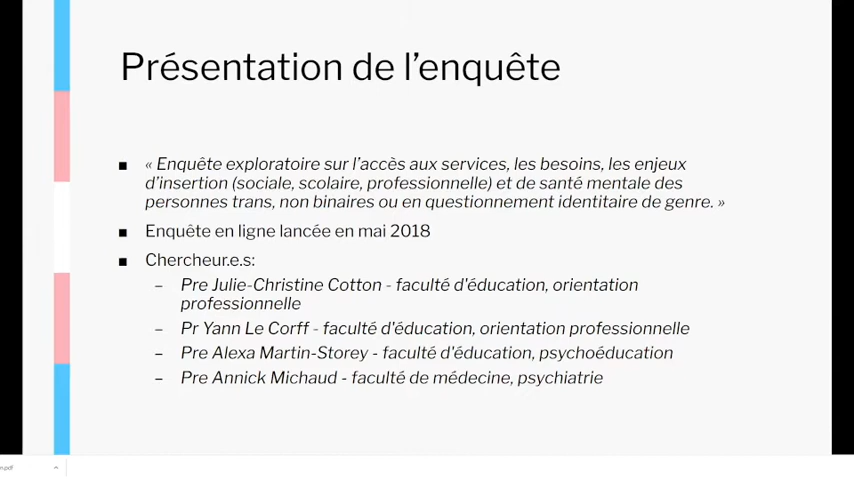 Présentation de l'enquête
▪ « Enquête exploratoire sur l'accès aux services, les besoins, les enjeux
d'insertion (sociale, scolaire, professionnelle) et de santé mentale des
personnes trans, non binaires ou en questionnement identitaire de genre. »
▪ Enquête en ligne lancée en mai 2018
▪ Chercheur.e.s:
– Pre Julie-Christine Cotton - faculté d'éducation, orientation
professionnelle
– Pr Yann Le Corff - faculté d'éducation, orientation professionnelle
– Pre Alexa Martin-Storey - faculté d'éducation, psychoéducation
– Pre Annick Michaud - faculté de médecine, psychiatrie